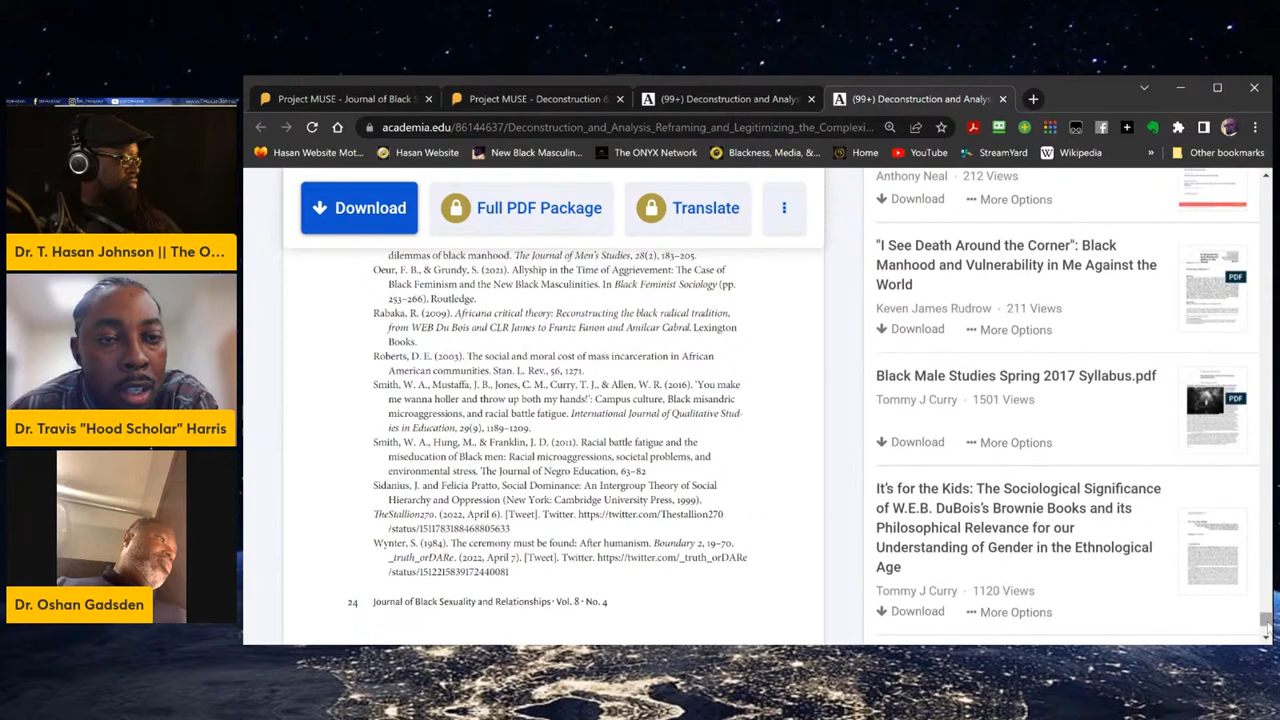 Project MUSE - Journal of Black S
Project MUSE - Deconstruction &
(99+) Deconstruction and Analys
(99+) Deconstruction and Analys
academia.edu/86144637/Deconstruction_and_Analysis_Reframing_and_Legitimizing_the_Complexi...
Hasan Website Mot...
Hasan Website
New Black Masculin...
The ONYX Network
Blackness, Media, &...
Home
YouTube
StreamYard
Wikipedia
»
Other bookmarks
Dr. T. Hasan Johnson || The O...
Dr. Travis "Hood Scholar" Harris
Dr. Oshan Gadsden
Download
Full PDF Package
Translate
dilemmas of black manhood. The Journal of Men's Studies, 28(2), 183–205.
Oeur, F. B., & Grundy, S. (2021). Allyship in the Time of Aggrievement: The Case of
Black Feminism and the New Black Masculinities. In Black Feminist Sociology (pp.
253–266). Routledge.
Rabaka, R. (2009). Africana critical theory: Reconstructing the black radical tradition,
from WEB Du Bois and CLR James to Frantz Fanon and Amilcar Cabral. Lexington
Books.
Roberts, D. E. (2003). The social and moral cost of mass incarceration in African
American communities. Stan. L. Rev., 56, 1271.
Smith, W. A., Mustaffa, J. B., Jones, C. M., Curry, T. J., & Allen, W. R. (2016). 'You make
me wanna holler and throw up both my hands!': Campus culture, Black misandric
microaggressions, and racial battle fatigue. International Journal of Qualitative Stud-
ies in Education, 29(9), 1189–1209.
Smith, W. A., Hung, M., & Franklin, J. D. (2011). Racial battle fatigue and the
miseducation of Black men: Racial microaggressions, societal problems, and
environmental stress. The Journal of Negro Education, 63–82
Sidanius, J. and Felicia Pratto, Social Dominance: An Intergroup Theory of Social
Hierarchy and Oppression (New York: Cambridge University Press, 1999).
TheStallion270. (2022, April 6). [Tweet]. Twitter. https://twitter.com/Thestallion270
/status/1511783188468805633
Wynter, S. (1984). The ceremony must be found: After humanism. Boundary 2, 19–70.
_truth_orDARe. (2022, April 7). [Tweet]. Twitter. https://twitter.com/_truth_orDARe
/status/1512215839172440081
24 Journal of Black Sexuality and Relationships · Vol. 8 · No. 4
Anthony Neal • 212 Views
Download ••• More Options
"I See Death Around the Corner": Black
Manhood and Vulnerability in Me Against the
World
PDF
Keven James Rudrow • 211 Views
Download ••• More Options
Black Male Studies Spring 2017 Syllabus.pdf
Tommy J Curry • 1501 Views
PDF
Download ••• More Options
It's for the Kids: The Sociological Significance
of W.E.B. DuBois's Brownie Books and its
Philosophical Relevance for our
Understanding of Gender in the Ethnological
Age
Tommy J Curry • 1120 Views
Download ••• More Options